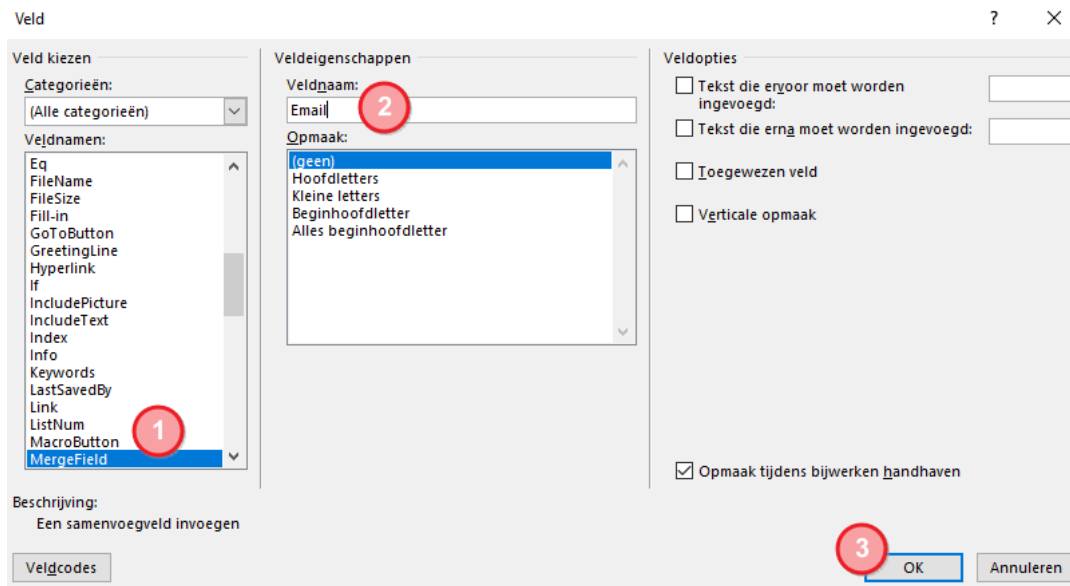 Veld
?
Veld kiezen
Categorieën:
(Alle categorieën)
Veldnamen:
Eq
FileName
FileSize
Fill-in
GoToButton
GreetingLine
Hyperlink
If
IncludePicture
IncludeText
Index
Info
Keywords
LastSavedBy
Link
ListNum
MacroButton
MergeField
1
Veldeigenschappen
Veldnaam:
Email
2
Opmaak:
(geen)
Hoofdletters
Kleine letters
Beginhoofdletter
Alles beginhoofdletter
Veldopties
Tekst die ervoor moet worden
ingevoegd:
Tekst die erna moet worden ingevoegd:
Toegewezen veld
Verticale opmaak
Opmaak tijdens bijwerken handhaven
Beschrijving:
Een samenvoegveld invoegen
Veldcodes
3
OK
Annuleren